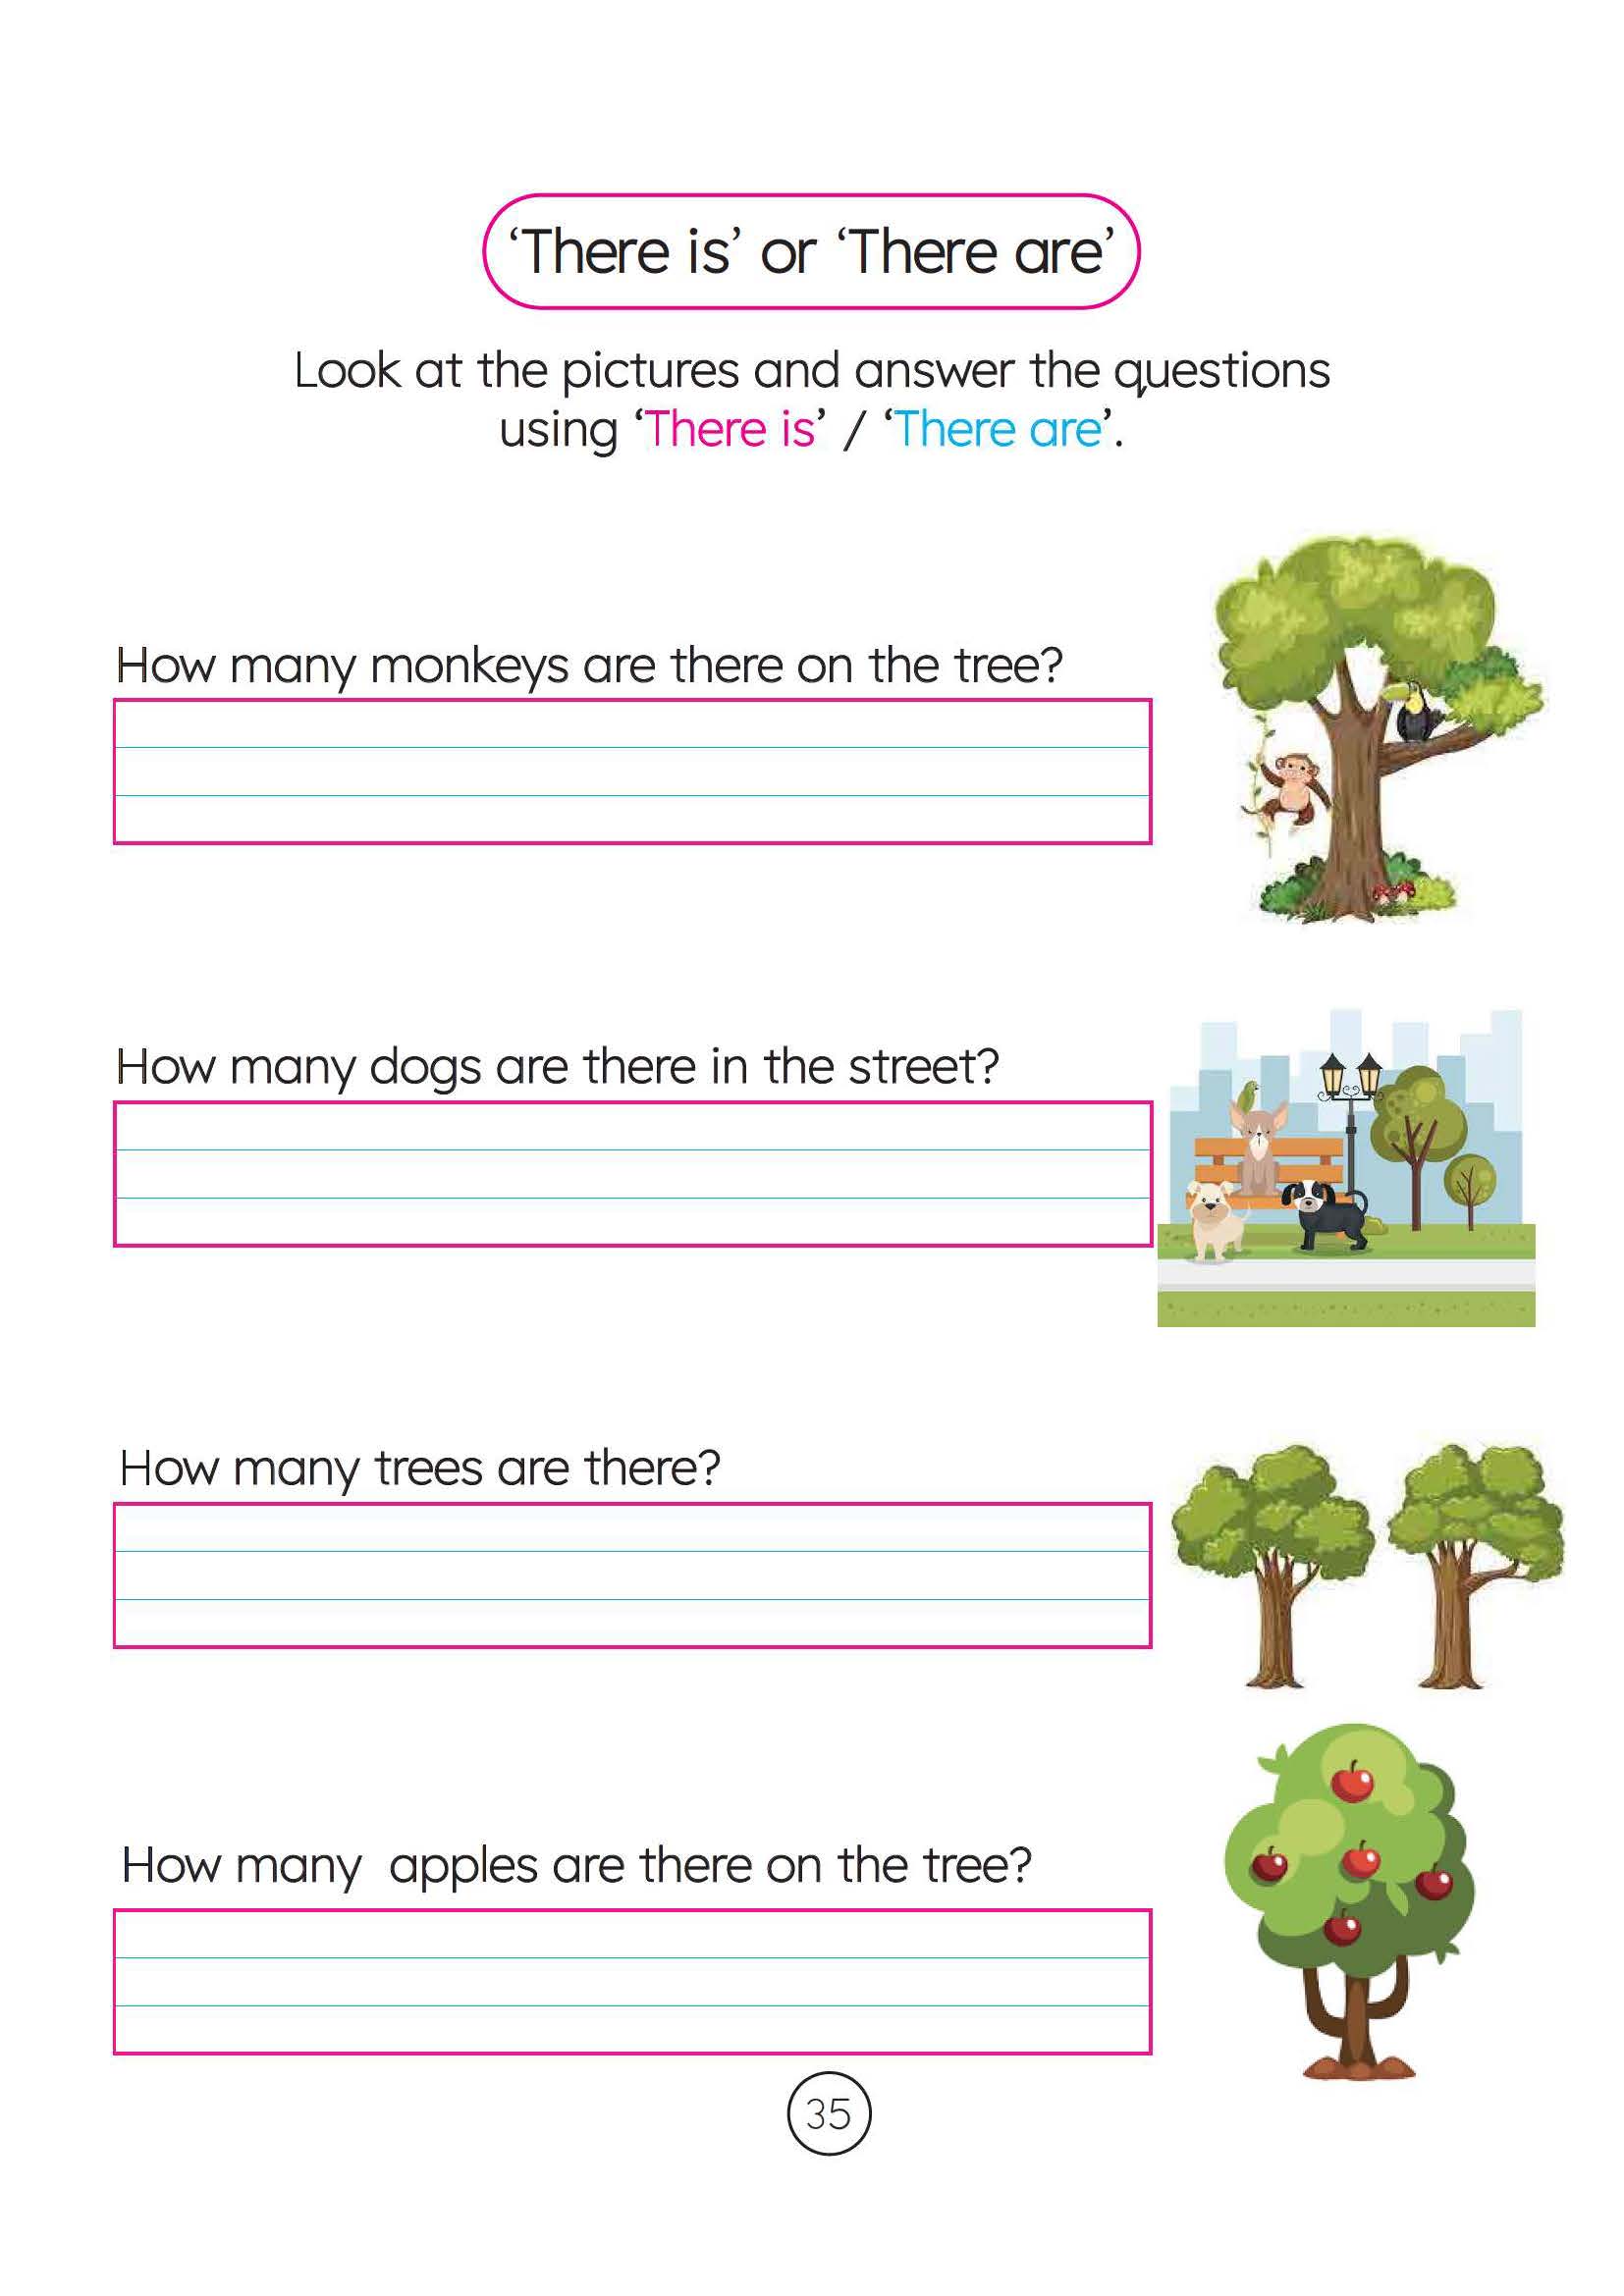 ‘There is’ or ‘There are’
Look at the pictures and answer the questions
using ‘There is’ / ‘There are’.
How many monkeys are there on the tree?
How many dogs are there in the street?
How many trees are there?
How many  apples are there on the tree?
35